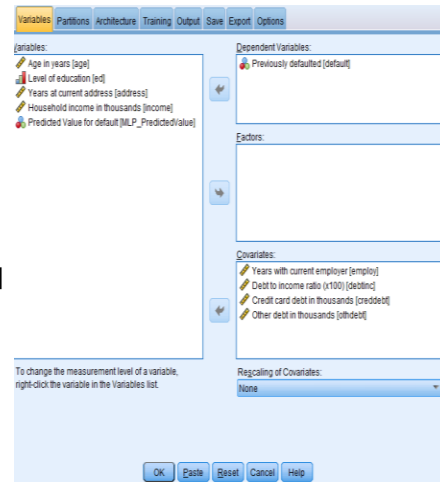 Variables Partitions Architecture Training Output Save Export Options
Variables:
Age in years [age]
Level of education [ed]
Years at current address [address]
Household income in thousands [income]
Predicted Value for default [MLP_PredictedValue]
Dependent Variables:
Previously defaulted [default]
Factors:
Covariates:
Years with current employer [employ]
Debt to income ratio (x100) [debtinc]
Credit card debt in thousands [creddebt]
Other debt in thousands [othdebt]
To change the measurement level of a variable,
right-click the variable in the Variables list.
Rescaling of Covariates:
None
OK Paste Reset Cancel Help